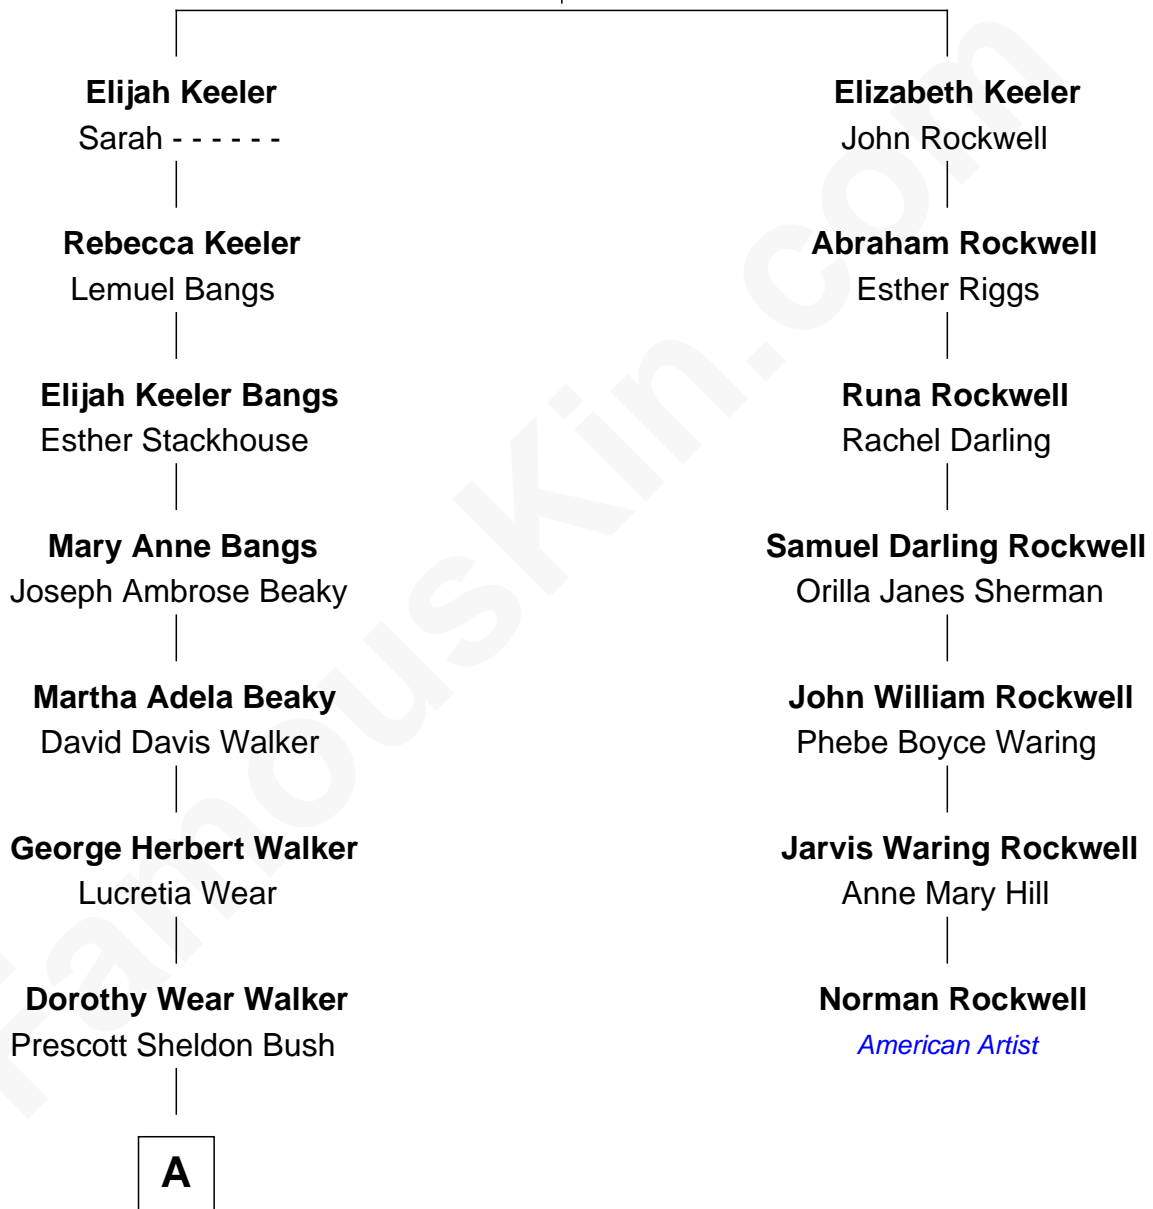 Elijah Keeler
Sarah - - - - - -
Elizabeth Keeler
John Rockwell
Rebecca Keeler
Lemuel Bangs
Abraham Rockwell
Esther Riggs
Elijah Keeler Bangs
Esther Stackhouse
Runa Rockwell
Rachel Darling
Mary Anne Bangs
Joseph Ambrose Beaky
Samuel Darling Rockwell
Orilla Janes Sherman
Martha Adela Beaky
David Davis Walker
John William Rockwell
Phebe Boyce Waring
George Herbert Walker
Lucretia Wear
Jarvis Waring Rockwell
Anne Mary Hill
Dorothy Wear Walker
Prescott Sheldon Bush
Norman Rockwell
American Artist
A
FamousKin.com